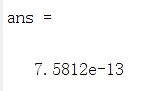 ans =
7.5812e-13